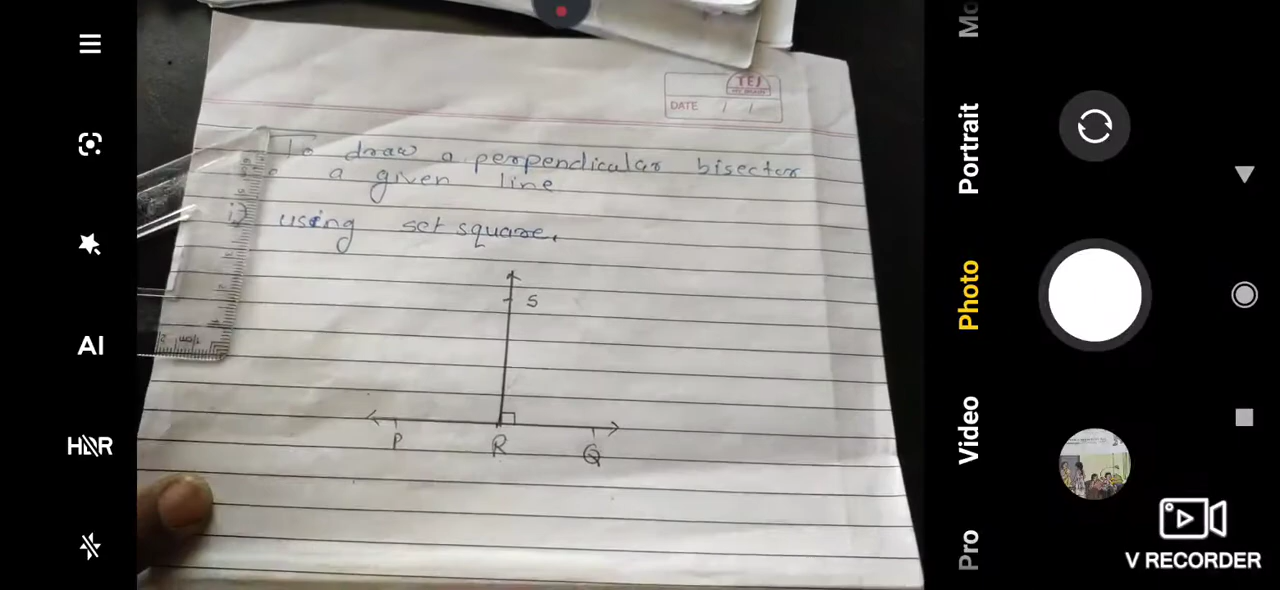 TEJ
DATE / /
To draw a perpendicular bisector
a given line
i) using set square.
S
P R Q
AI
HDR
Mo
Portrait
Photo
Video
Pro
V RECORDER